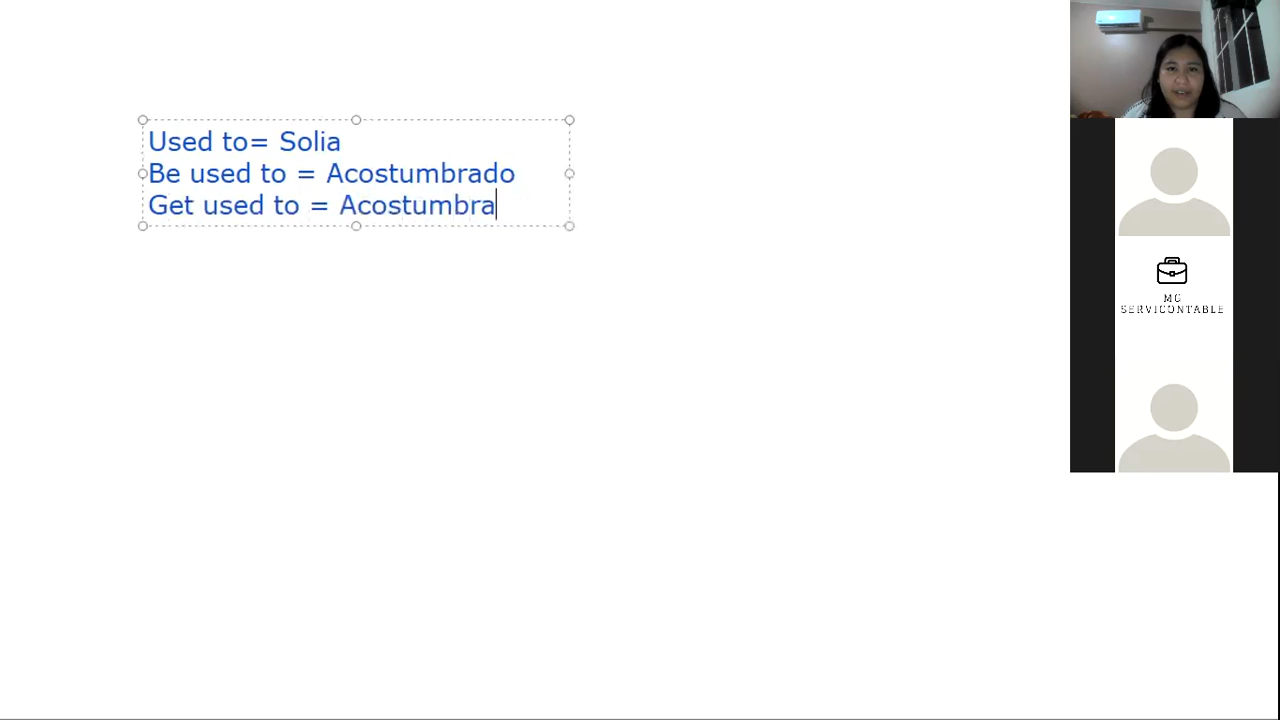 Used to= Solia
Be used to = Acostumbrado
Get used to = Acostumbra
MC
SERVICONTABLE